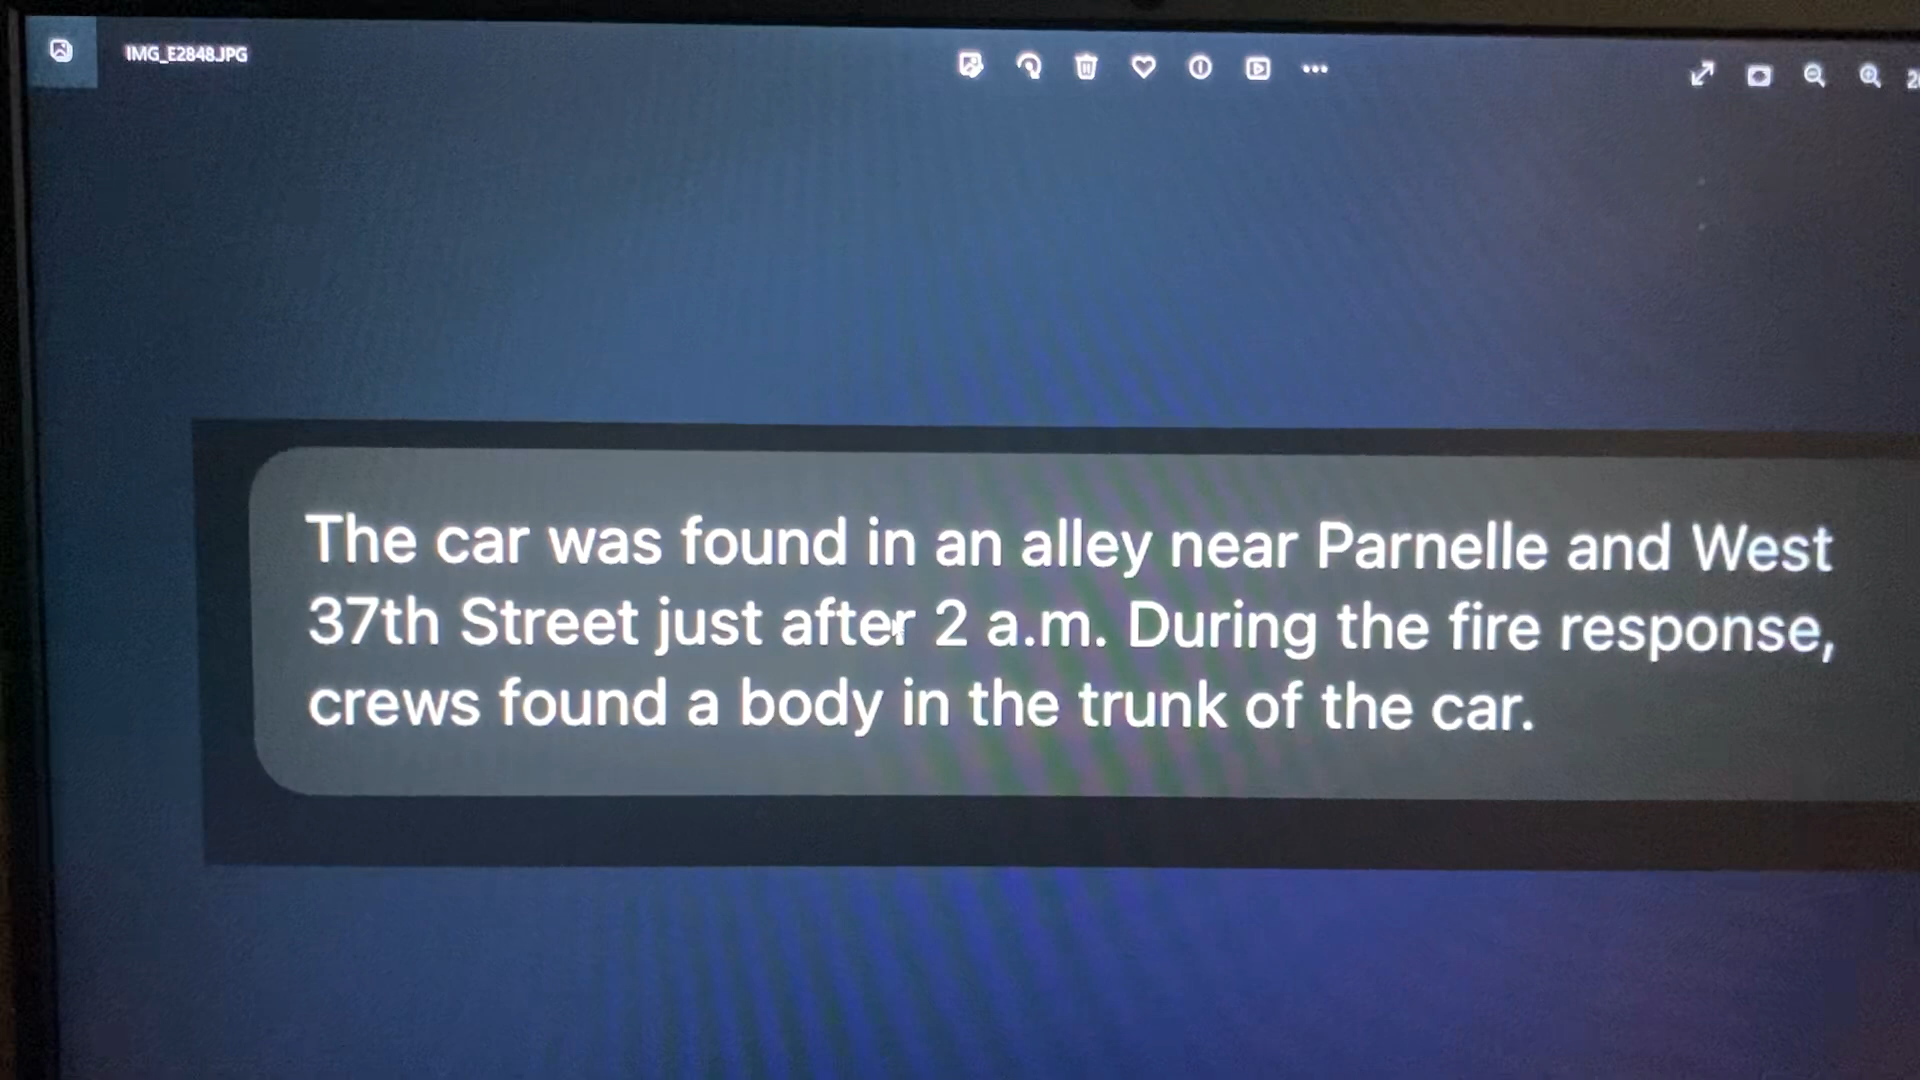 IMG_E2848.JPG
The car was found in an alley near Parnelle and West
37th Street just after 2 a.m. During the fire response,
crews found a body in the trunk of the car.